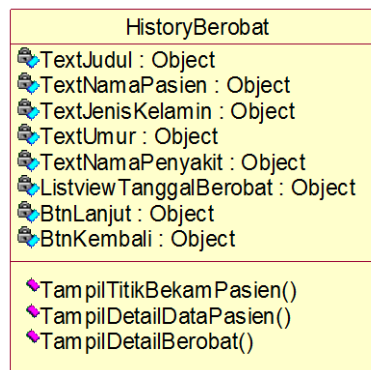 HistoryBerobat
TextJudul : Object
TextNamaPasien : Object
TextJenisKelamin : Object
TextUmur : Object
TextNamaPenyakit : Object
ListviewTanggalBerobat : Object
BtnLanjut : Object
BtnKembali : Object
TampilTitikBekamPasien()
TampilDetailDataPasien()
TampilDetailBerobat()